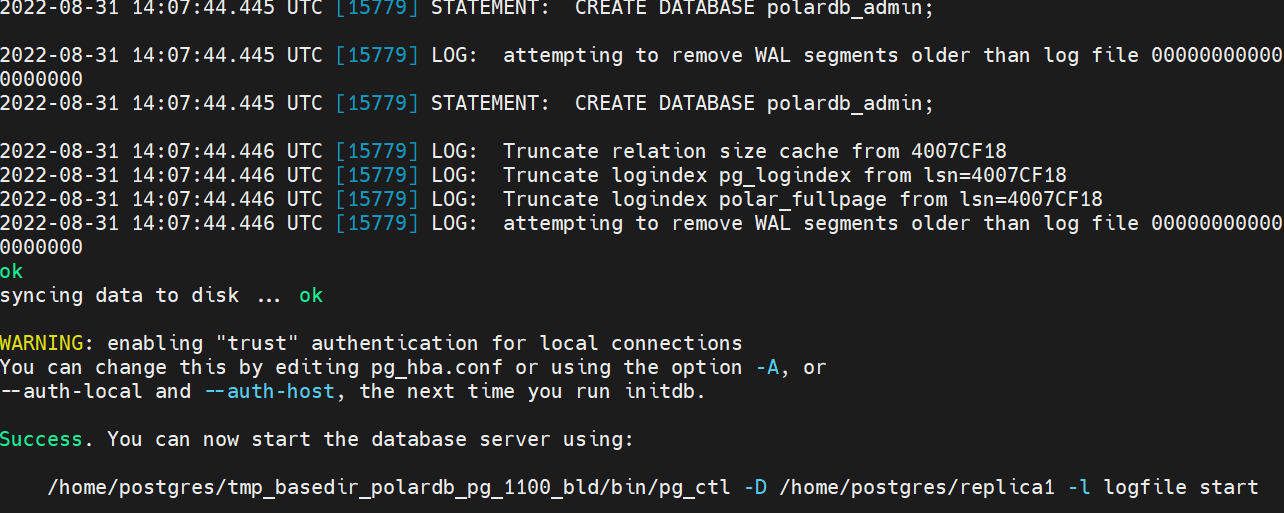 2022-08-31 14:07:44.445 UTC [15779] STATEMENT:  CREATE DATABASE polardb_admin;
2022-08-31 14:07:44.445 UTC [15779] LOG:  attempting to remove WAL segments older than log file 00000000000
0000000
2022-08-31 14:07:44.445 UTC [15779] STATEMENT:  CREATE DATABASE polardb_admin;
2022-08-31 14:07:44.446 UTC [15779] LOG:  Truncate relation size cache from 4007CF18
2022-08-31 14:07:44.446 UTC [15779] LOG:  Truncate logindex pg_logindex from lsn=4007CF18
2022-08-31 14:07:44.446 UTC [15779] LOG:  Truncate logindex polar_fullpage from lsn=4007CF18
2022-08-31 14:07:44.446 UTC [15779] LOG:  attempting to remove WAL segments older than log file 00000000000
0000000
ok
syncing data to disk ... ok
WARNING: enabling "trust" authentication for local connections
You can change this by editing pg_hba.conf or using the option -A, or
--auth-local and --auth-host, the next time you run initdb.
Success. You can now start the database server using:
/home/postgres/tmp_basedir_polardb_pg_1100_bld/bin/pg_ctl -D /home/postgres/replica1 -l logfile start